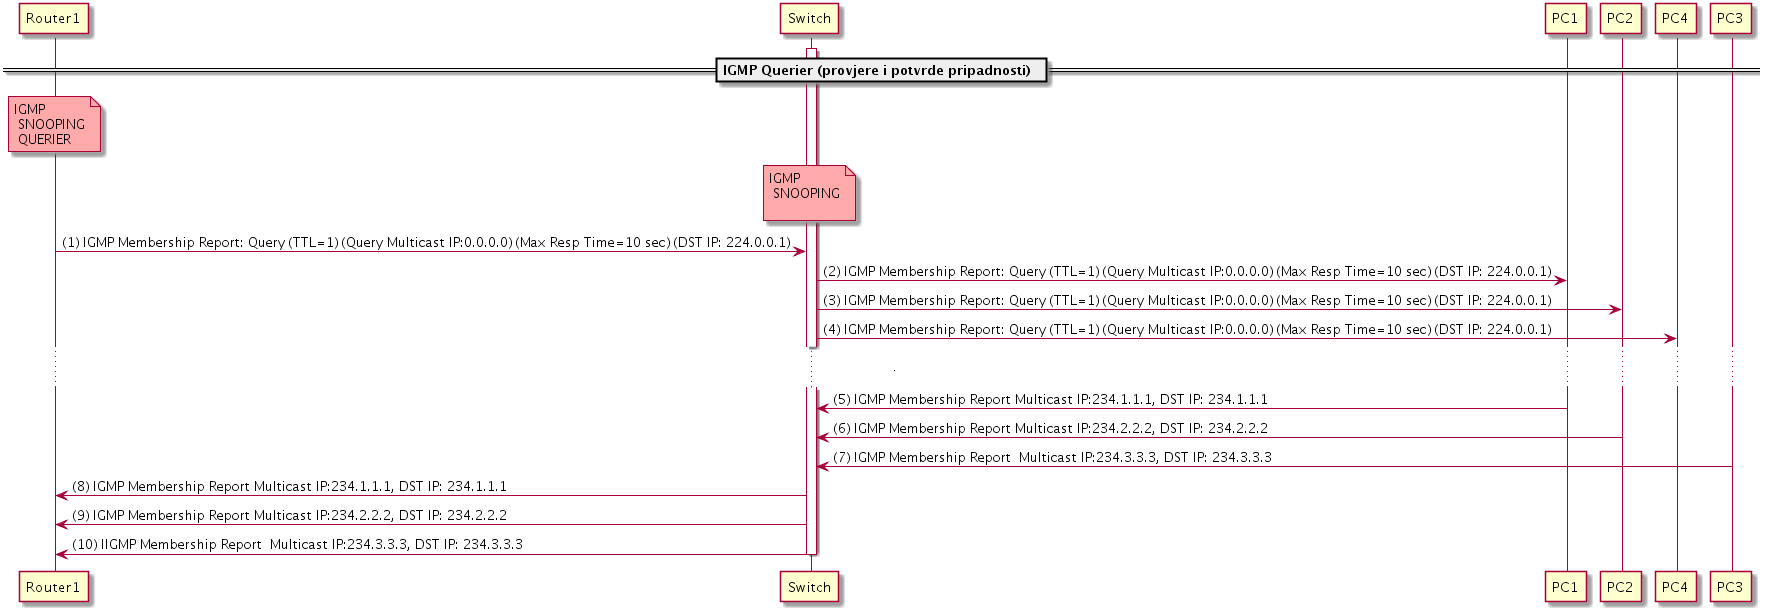 Router1
Switch
PC1
PC2
PC4
PC3
IGMP Querier (provjere i potvrde pripadnosti)
IGMP
SNOOPING
QUERIER
IGMP
SNOOPING
(1) IGMP Membership Report: Query (TTL=1) (Query Multicast IP:0.0.0.0) (Max Resp Time=10 sec) (DST IP: 224.0.0.1)
(2) IGMP Membership Report: Query (TTL=1) (Query Multicast IP:0.0.0.0) (Max Resp Time=10 sec) (DST IP: 224.0.0.1)
(3) IGMP Membership Report: Query (TTL=1) (Query Multicast IP:0.0.0.0) (Max Resp Time=10 sec) (DST IP: 224.0.0.1)
(4) IGMP Membership Report: Query (TTL=1) (Query Multicast IP:0.0.0.0) (Max Resp Time=10 sec) (DST IP: 224.0.0.1)
.
(5) IGMP Membership Report Multicast IP:234.1.1.1, DST IP: 234.1.1.1
(6) IGMP Membership Report Multicast IP:234.2.2.2, DST IP: 234.2.2.2
(7) IGMP Membership Report  Multicast IP:234.3.3.3, DST IP: 234.3.3.3
(8) IGMP Membership Report Multicast IP:234.1.1.1, DST IP: 234.1.1.1
(9) IGMP Membership Report Multicast IP:234.2.2.2, DST IP: 234.2.2.2
(10) IIGMP Membership Report  Multicast IP:234.3.3.3, DST IP: 234.3.3.3
Router1
Switch
PC1
PC2
PC4
PC3